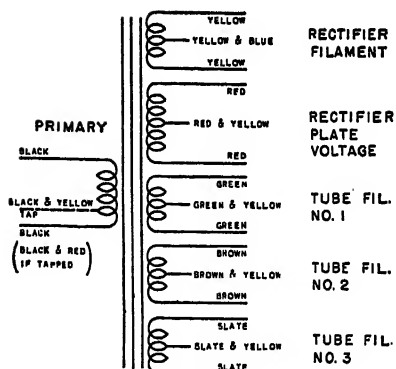 PRIMARY
BLACK
BLACK & YELLOW
TAP
BLACK
(BLACK & RED
IF TAPPED)
YELLOW
YELLOW & BLUE
YELLOW
RECTIFIER
FILAMENT
RED
RED & YELLOW
RED
RECTIFIER
PLATE
VOLTAGE
GREEN
GREEN & YELLOW
GREEN
TUBE FIL.
NO. 1
BROWN
BROWN & YELLOW
BROWN
TUBE FIL.
NO. 2
SLATE
SLATE & YELLOW
SLATE
TUBE FIL.
NO. 3